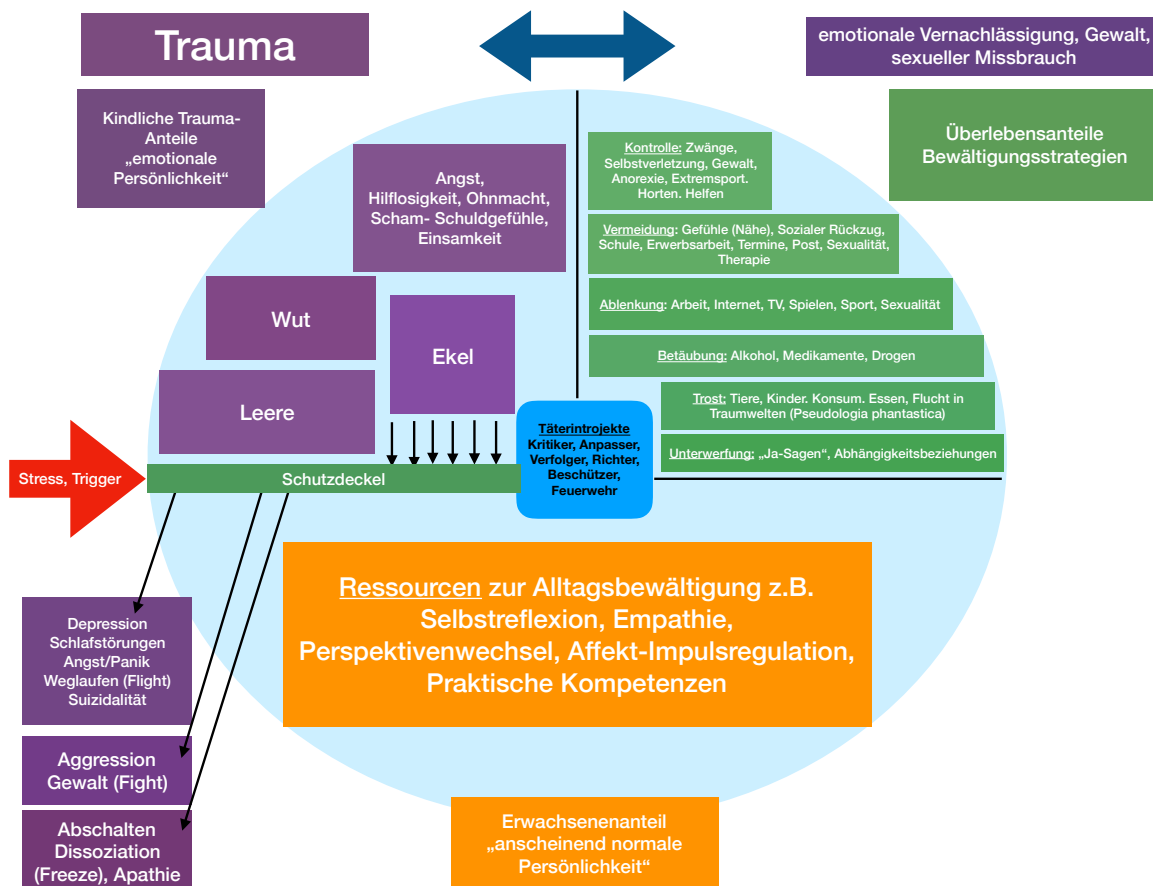 Trauma
emotionale Vernachlässigung, Gewalt,
sexueller Missbrauch
Kindliche Trauma-
Anteile
„emotionale
Persönlichkeit“
Überlebensanteile
Bewältigungsstrategien
Angst,
Hilflosigkeit, Ohnmacht,
Scham- Schuldgefühle,
Einsamkeit
Kontrolle: Zwänge,
Selbstverletzung, Gewalt,
Anorexie, Extremsport.
Horten. Helfen
Vermeidung: Gefühle (Nähe), Sozialer Rückzug,
Schule, Erwerbsarbeit, Termine, Post, Sexualität,
Therapie
Wut
Ablenkung: Arbeit, Internet, TV, Spielen, Sport, Sexualität
Ekel
Betäubung: Alkohol, Medikamente, Drogen
Leere
Trost: Tiere, Kinder. Konsum. Essen, Flucht in
Traumwelten (Pseudologia phantastica)
Täterintrojekte
Kritiker, Anpasser,
Verfolger, Richter,
Beschützer,
Feuerwehr
Unterwerfung: „Ja-Sagen“, Abhängigkeitsbeziehungen
Stress, Trigger
Schutzdeckel
Ressourcen zur Alltagsbewältigung z.B.
Selbstreflexion, Empathie,
Perspektivenwechsel, Affekt-Impulsregulation,
Praktische Kompetenzen
Depression
Schlafstörungen
Angst/Panik
Weglaufen (Flight)
Suizidalität
Aggression
Gewalt (Fight)
Abschalten
Dissoziation
(Freeze), Apathie
Erwachsenenanteil
„anscheinend normale
Persönlichkeit“